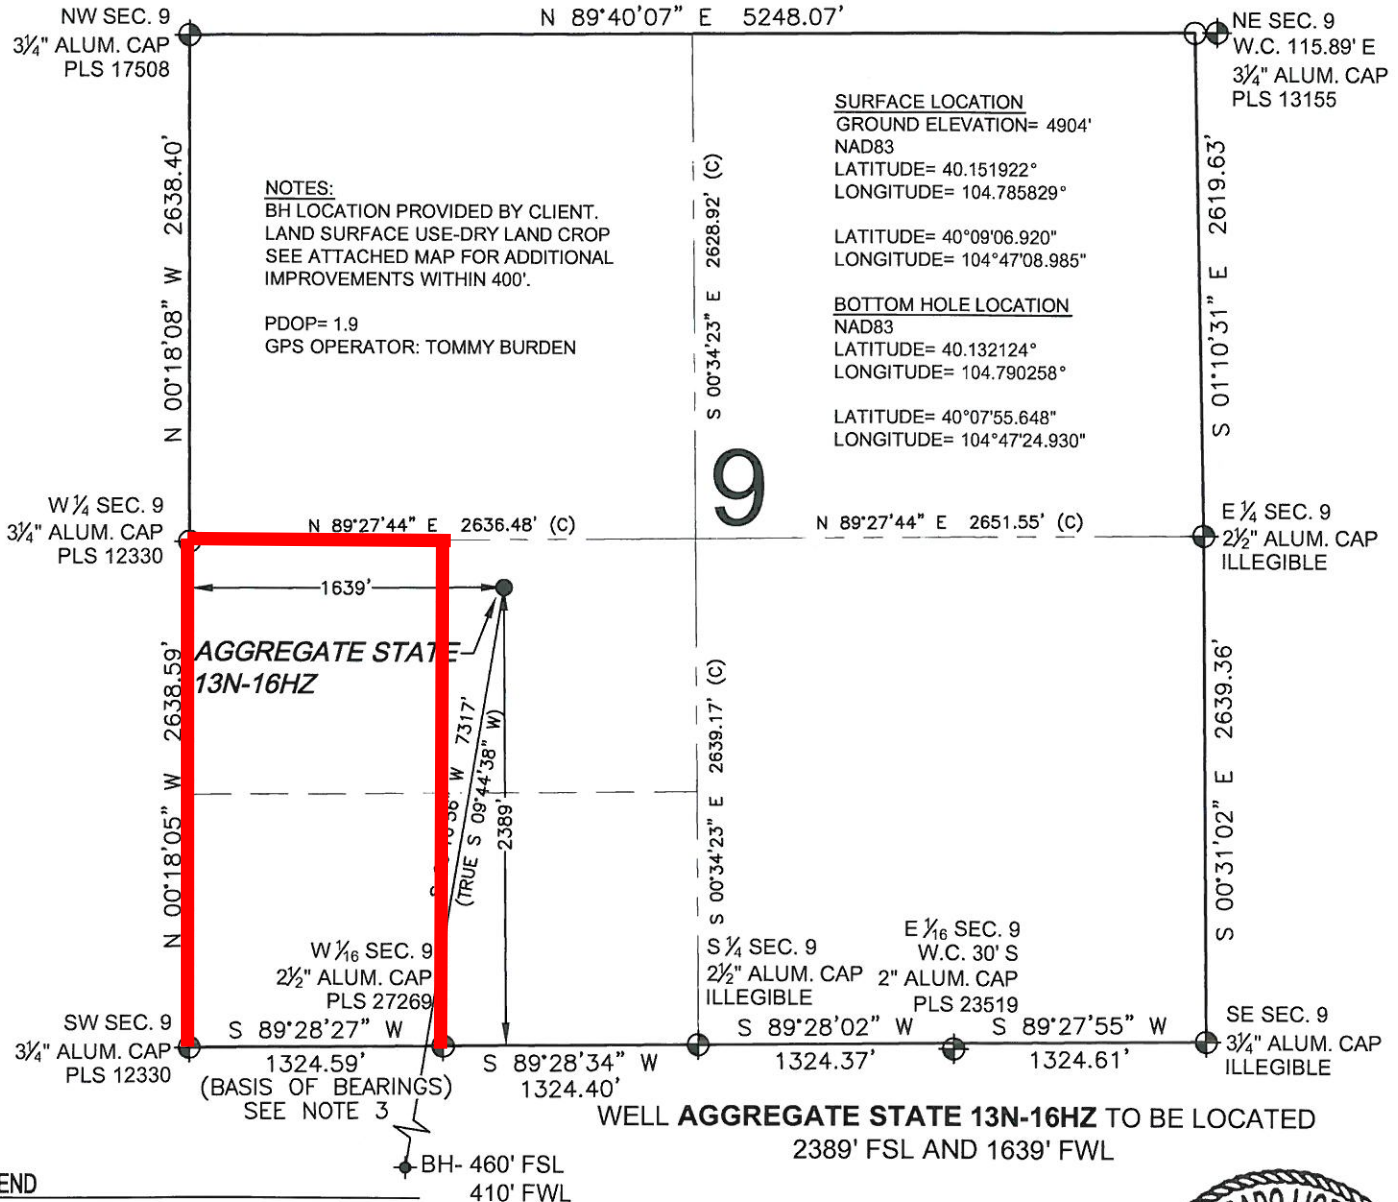 NW SEC. 9
3¼" ALUM. CAP
PLS 17508
N 89°40'07" E 5248.07'
NE SEC. 9
W.C. 115.89' E
3¼" ALUM. CAP
PLS 13155
N 00°18'08" W 2638.40'
NOTES:
BH LOCATION PROVIDED BY CLIENT.
LAND SURFACE USE-DRY LAND CROP
SEE ATTACHED MAP FOR ADDITIONAL
IMPROVEMENTS WITHIN 400'.
PDOP= 1.9
GPS OPERATOR: TOMMY BURDEN
S 00°34'23" E 2628.92' (C)
SURFACE LOCATION
GROUND ELEVATION= 4904'
NAD83
LATITUDE= 40.151922°
LONGITUDE= 104.785829°
LATITUDE= 40°09'06.920"
LONGITUDE= 104°47'08.985"
BOTTOM HOLE LOCATION
NAD83
LATITUDE= 40.132124°
LONGITUDE= 104.790258°
LATITUDE= 40°07'55.648"
LONGITUDE= 104°47'24.930"
S 01°10'31" E 2619.63'
9
W ¼ SEC. 9
3¼" ALUM. CAP
PLS 12330
N 89°27'44" E 2636.48' (C)
N 89°27'44" E 2651.55' (C)
E ¼ SEC. 9
2½" ALUM. CAP
ILLEGIBLE
1639'
AGGREGATE STATE
13N-16HZ
N 00°18'05" W 2638.59'
W 7317'
(TRUE S 09°44'38" W)
2389'
S 00°34'23" E 2639.17' (C)
S 00°31'02" E 2639.36'
W 1⁄16 SEC. 9
2½" ALUM. CAP
PLS 27269
S ¼ SEC. 9
2½" ALUM. CAP
ILLEGIBLE
E 1⁄16 SEC. 9
W.C. 30' S
2" ALUM. CAP
PLS 23519
SW SEC. 9
3¼" ALUM. CAP
PLS 12330
S 89°28'27" W
1324.59'
(BASIS OF BEARINGS)
SEE NOTE 3
S 89°28'34" W
1324.40'
S 89°28'02" W
1324.37'
S 89°27'55" W
1324.61'
SE SEC. 9
3¼" ALUM. CAP
ILLEGIBLE
WELL AGGREGATE STATE 13N-16HZ TO BE LOCATED
2389' FSL AND 1639' FWL
BH- 460' FSL
410' FWL
END